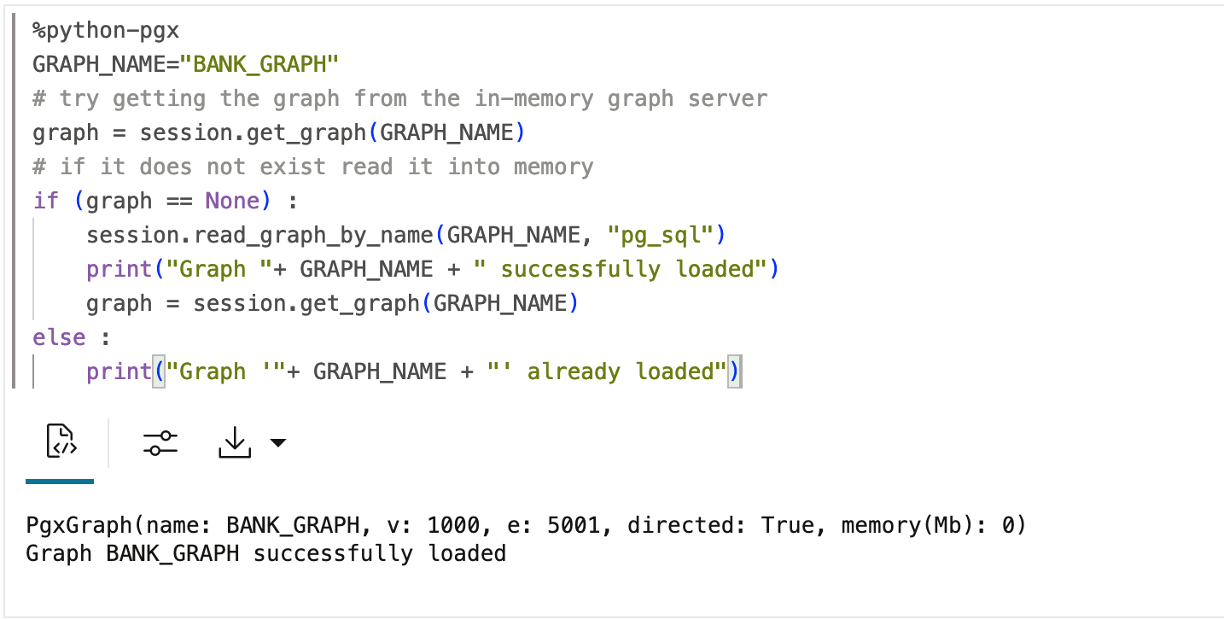 %python-pgx
GRAPH_NAME="BANK_GRAPH"
# try getting the graph from the in-memory graph server
graph = session.get_graph(GRAPH_NAME)
# if it does not exist read it into memory
if (graph == None) :
    session.read_graph_by_name(GRAPH_NAME, "pg_sql")
    print("Graph "+ GRAPH_NAME + " successfully loaded")
    graph = session.get_graph(GRAPH_NAME)
else :
    print("Graph '"+ GRAPH_NAME + "' already loaded")
PgxGraph(name: BANK_GRAPH, v: 1000, e: 5001, directed: True, memory(Mb): 0)
Graph BANK_GRAPH successfully loaded